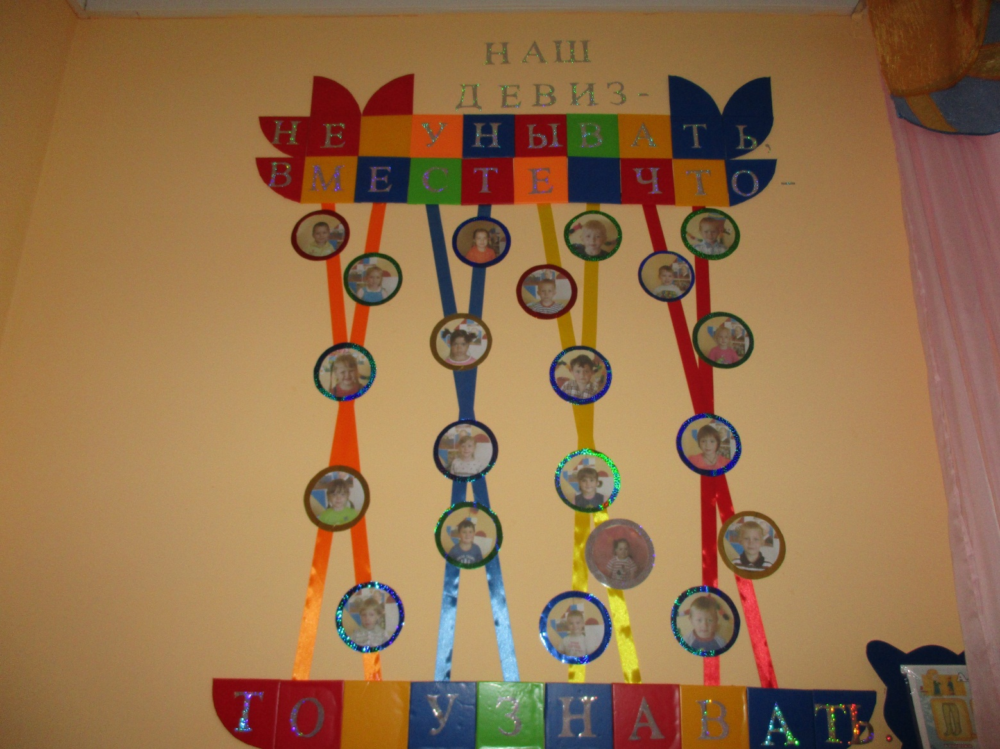 НАШ
ДЕВИЗ-
НЕ УНЫВАТЬ,
ВМЕСТЕ ЧТО-
ТО УЗНАВАТЬ.